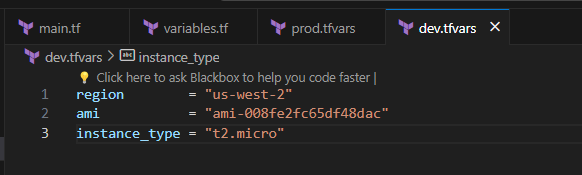 main.tf variables.tf prod.tfvars dev.tfvars
dev.tfvars > abc instance_type
Click here to ask Blackbox to help you code faster |
1 region = "us-west-2"
2 ami = "ami-008fe2fc65df48dac"
3 instance_type = "t2.micro"